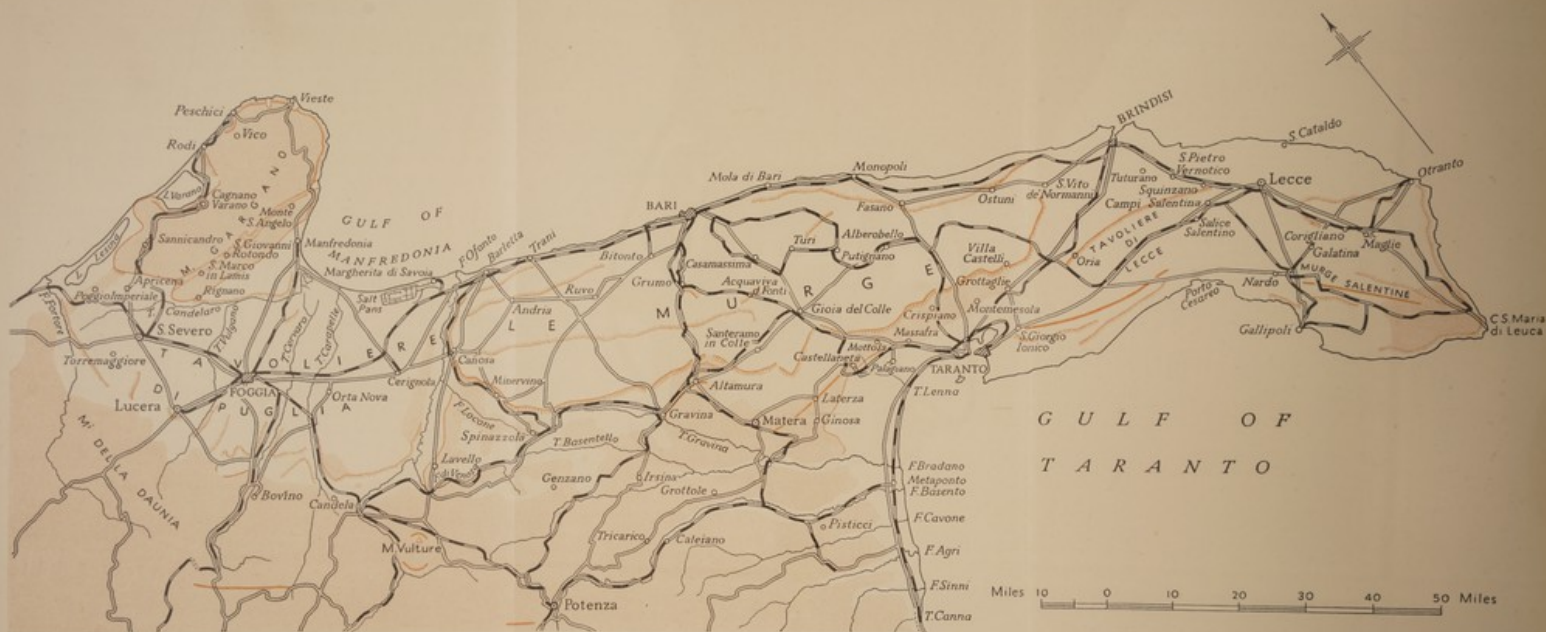 Vieste
Peschici
Vico
Rodi
L. Varano
Cagnano
Varano
Monte
S. Angelo
M. GARGANO
L. Lesina
Sannicandro
S. Giovanni
Rotondo
S. Marco
in Lamis
Rignano
Apricena
Poggio Imperiale
F. Fortore
T. Candelaro
S. Severo
Torremaggiore
Manfredonia
GULF OF
MANFREDONIA
Margherita di Savoia
Salt
Pans
F. Ofanto
Barletta
Trani
T. Vulgano
T. Cervaro
T. Carapelle
TAVOLIERE
DI PUGLIA
FOGGIA
Lucera
Orta Nova
Cerignola
Canosa
Andria
Ruvo
Bitonto
BARI
Mola di Bari
Monopoli
Grumo
Casamassima
Turi
Alberobello
Putignano
Acquaviva
d. Fonti
Gioia del Colle
Santeramo
in Colle
LE MURGE
Fasano
Ostuni
S. Vito
de' Normanni
BRINDISI
Villa
Castelli
Grottaglie
Oria
Montemesola
Crispiano
Massafra
Mottola
Castellaneta
Palagiano
TARANTO
S. Giorgio
Ionico
Tuturano
S. Pietro
Vernotico
Squinzano
Campi Salentina
Salice
Salentino
TAVOLIERE
DI
LECCE
Lecce
S. Cataldo
Otranto
Corigliano
Galatina
Maglie
Nardo
MURGE SALENTINE
Porto
Cesareo
Gallipoli
C.S. Maria
di Leuca
Minervino
F. Locone
Spinazzola
Altamura
Gravina
Matera
Laterza
Ginosa
T. Lenna
T. Basentello
T. Gravina
Lavello
F. di Venosa
Genzano
Irsina
Grottole
F. Bradano
Metaponto
F. Basento
Mi DELLA DAUNIA
Bovino
Candela
M. Vulture
Tricarico
Calciano
Pisticci
F. Cavone
F. Agri
F. Sinni
T. Canna
Potenza
GULF OF
TARANTO
Miles 10 0 10 20 30 40 50 Miles